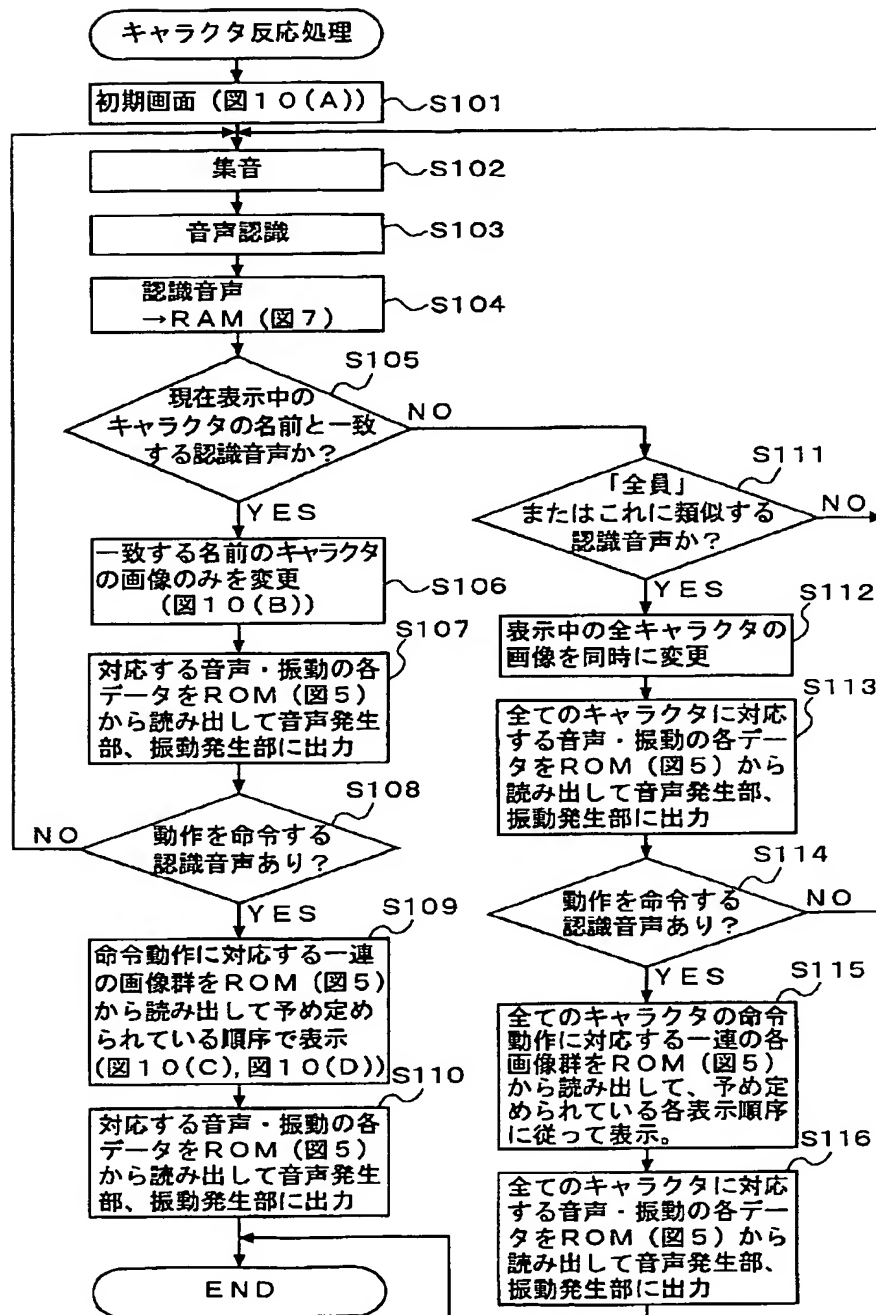 キャラクタ反応処理
初期画面(図10(A))
S101
集音
S102
音声認識
S103
認識音声
→RAM(図7)
S104
S105
現在表示中の
キャラクタの名前と一致
する認識音声か?
NO
YES
一致する名前のキャラクタ
の画像のみを変更
(図10(B))
S106
S107
対応する音声・振動の各
データをROM(図5)
から読み出して音声発生
部、振動発生部に出力
S108
動作を命令する
認識音声あり?
NO
YES
S109
命令動作に対応する一連
の画像群をROM(図5)
から読み出して予め定め
られている順序で表示
(図10(C),図10(D))
S110
対応する音声・振動の各
データをROM(図5)
から読み出して音声発生
部、振動発生部に出力
END
S111
「全員」
またはこれに類似する
認識音声か?
NO
YES
S112
表示中の全キャラクタの
画像を同時に変更
S113
全てのキャラクタに対応
する音声・振動の各デー
タをROM(図5)から
読み出して音声発生部、
振動発生部に出力
S114
動作を命令する
認識音声あり?
NO
YES
S115
全てのキャラクタの命令
動作に対応する一連の各
画像群をROM(図5)
から読み出して、予め定
められている各表示順序
に従って表示。
S116
全てのキャラクタに対応
する音声・振動の各デー
タをROM(図5)から
読み出して音声発生部、
振動発生部に出力